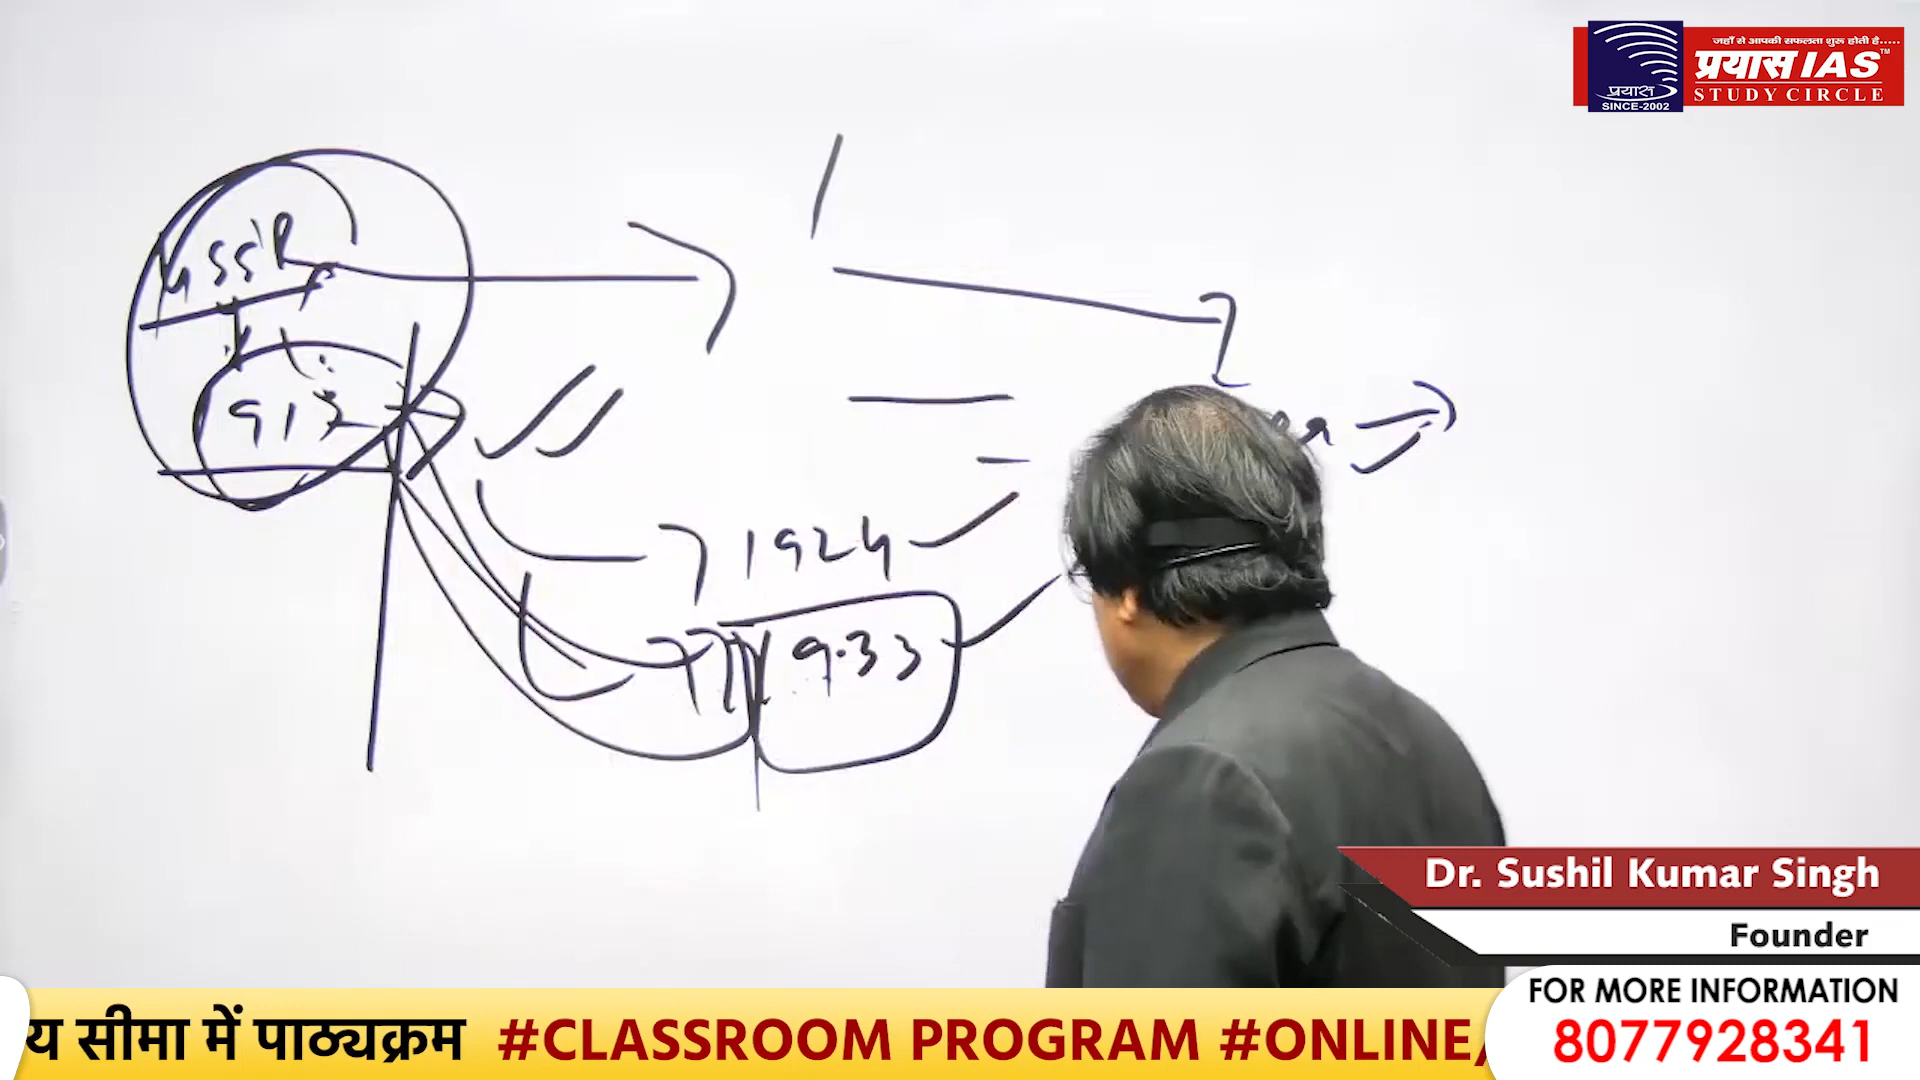 जहाँ से आपकी सफलता शुरू होती है.....
प्रयास IAS TM
प्रयास
SINCE-2002
STUDY CIRCLE
USSR
1924
1933
Dr. Sushil Kumar Singh
Founder
FOR MORE INFORMATION
8077928341
य सीमा में पाठ्यक्रम #CLASSROOM PROGRAM #ONLINE/